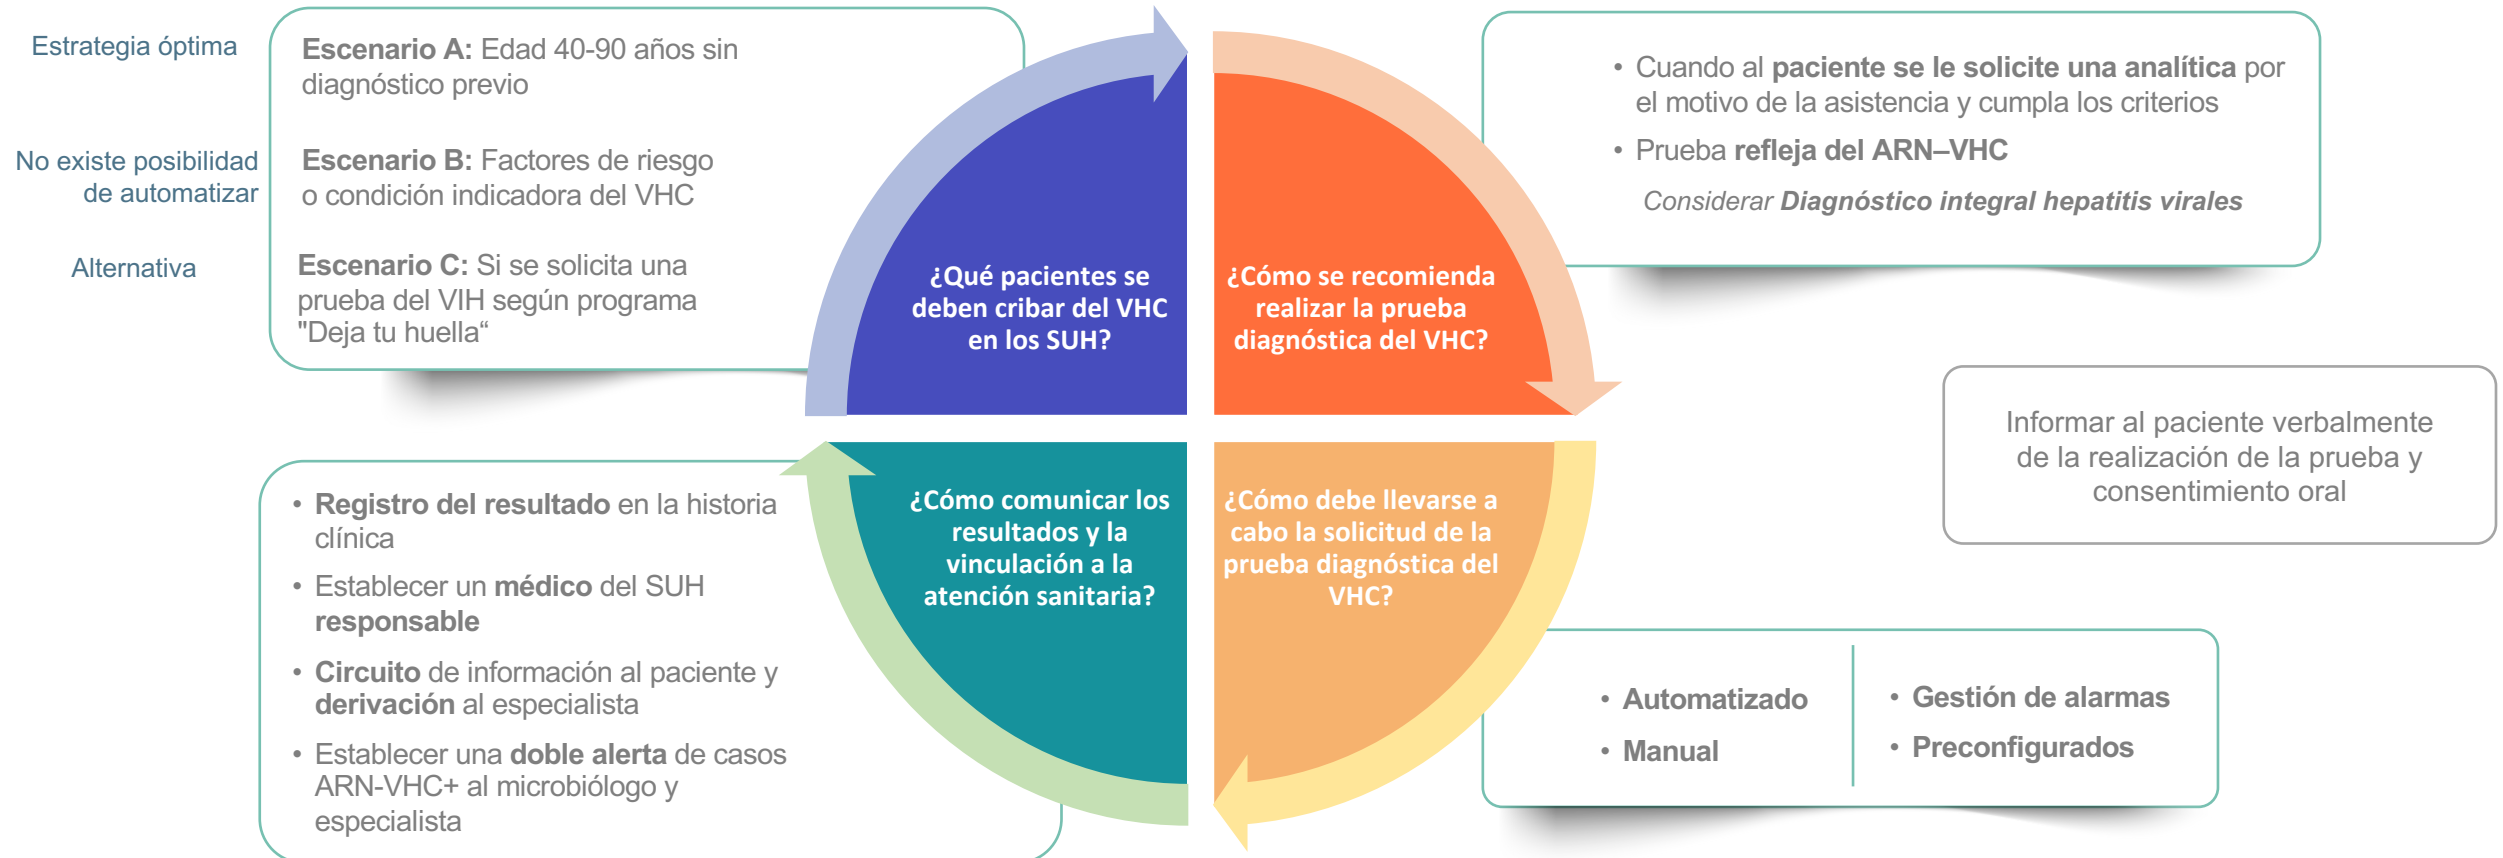 Estrategia óptima
Escenario A: Edad 40-90 años sin
diagnóstico previo
No existe posibilidad
de automatizar
Escenario B: Factores de riesgo
o condición indicadora del VHC
Alternativa
Escenario C: Si se solicita una
prueba del VIH según programa
"Deja tu huella“
¿Qué pacientes se
deben cribar del VHC
en los SUH?
¿Cómo se recomienda
realizar la prueba
diagnóstica del VHC?
• Cuando al paciente se le solicite una analítica por
el motivo de la asistencia y cumpla los criterios
• Prueba refleja del ARN–VHC
Considerar Diagnóstico integral hepatitis virales
Informar al paciente verbalmente
de la realización de la prueba y
consentimiento oral
¿Cómo debe llevarse a
cabo la solicitud de la
prueba diagnóstica del
VHC?
• Automatizado
• Manual
• Gestión de alarmas
• Preconfigurados
¿Cómo comunicar los
resultados y la
vinculación a la
atención sanitaria?
• Registro del resultado en la historia
clínica
• Establecer un médico del SUH
responsable
• Circuito de información al paciente y
derivación al especialista
• Establecer una doble alerta de casos
ARN-VHC+ al microbiólogo y
especialista